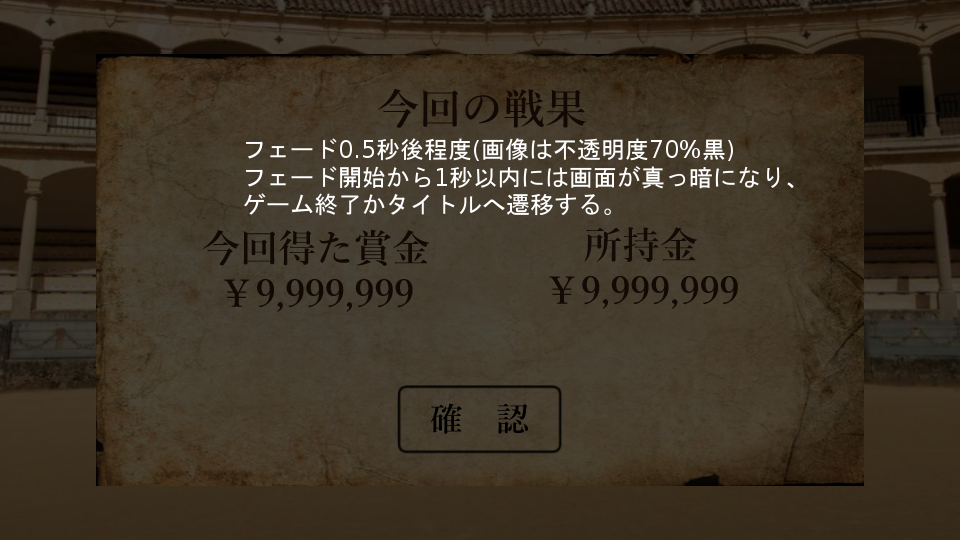 今回の戦果
フェード0.5秒後程度(画像は不透明度70%黒)
フェード開始から1秒以内には画面が真っ暗になり、
ゲーム終了かタイトルへ遷移する。
今回得た賞金
所持金
￥9,999,999
￥9,999,999
確　認